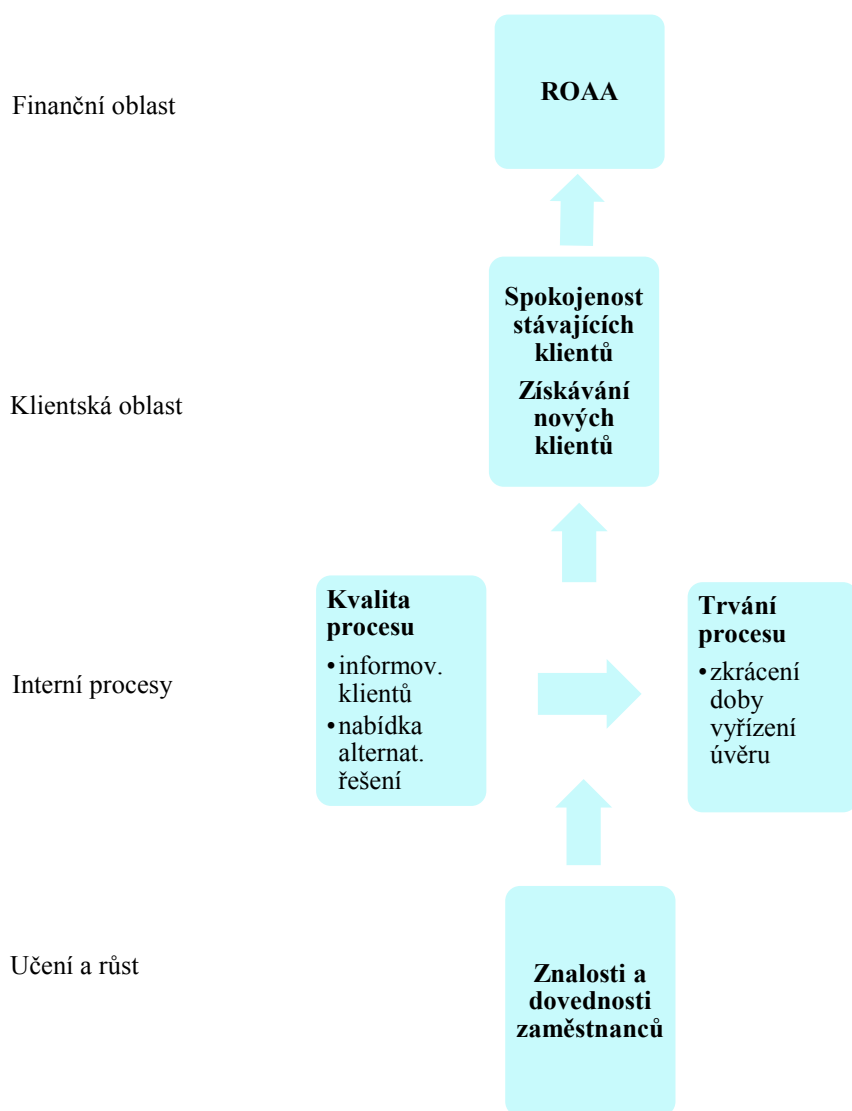 Finanční oblast
ROAA
Spokojenost
stávajících
klientů
Získávání
nových
klientů
Klientská oblast
Interní procesy
Kvalita
procesu
•informov.
klientů
•nabídka
alternat.
řešení
Trvání
procesu
•zkrácení
doby
vyřízení
úvěru
Učení a růst
Znalosti a
dovednosti
zaměstnanců